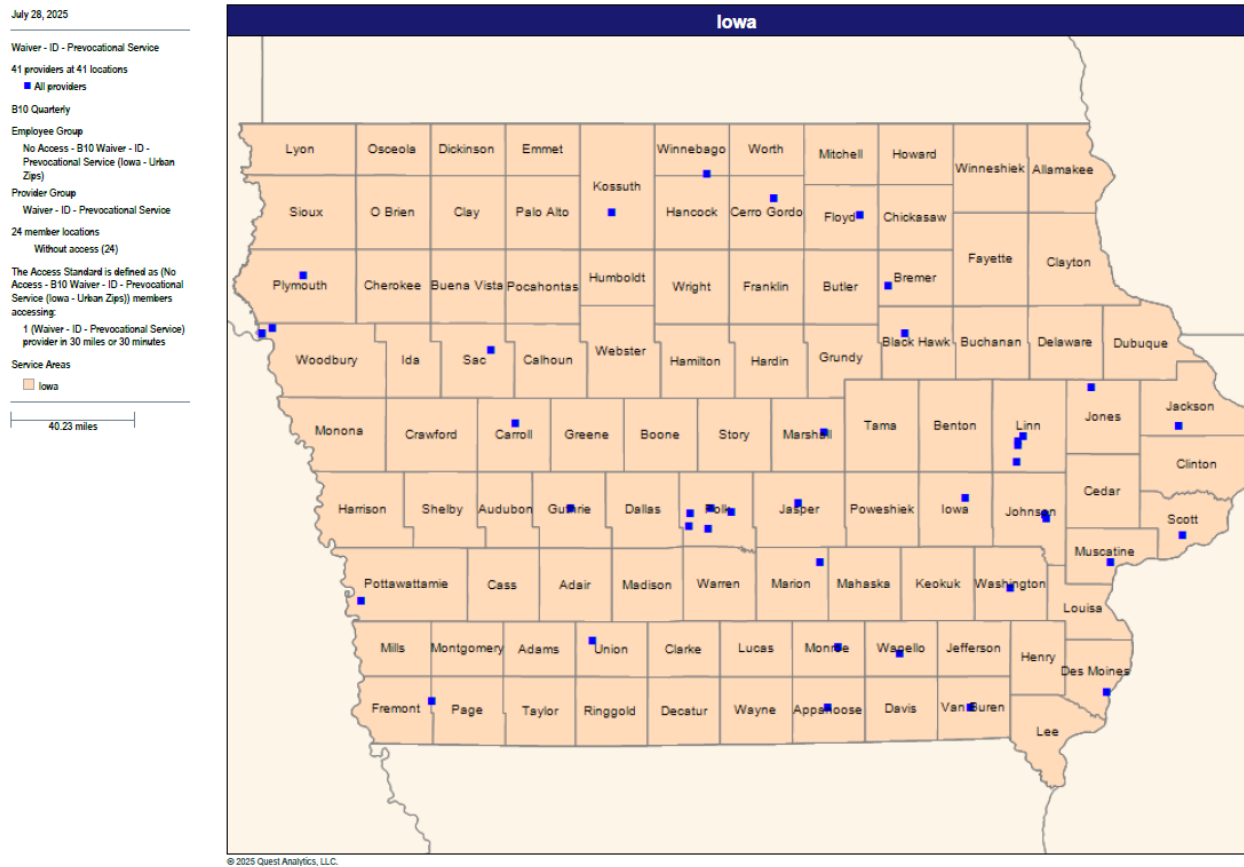 July 28, 2025
Waiver - ID - Prevocational Service
41 providers at 41 locations
All providers
B10 Quarterly
Employee Group
No Access - B10 Waiver - ID -
Prevocational Service (Iowa - Urban
Zips)
Provider Group
Waiver - ID - Prevocational Service
24 member locations
Without access (24)
The Access Standard is defined as (No
Access - B10 Waiver - ID - Prevocational
Service (Iowa - Urban Zips)) members
accessing:
1 (Waiver - ID - Prevocational Service)
provider in 30 miles or 30 minutes
Service Areas
Iowa
40.23 miles
Iowa
Lyon Osceola Dickinson Emmet Winnebago Worth Mitchell Howard
Winneshiek Allamakee
Kossuth
Sioux O Brien Clay Palo Alto Hancock Cerro Gordo Floyd Chickasaw
Fayette Clayton
Plymouth Cherokee Buena Vista Pocahontas Humboldt Wright Franklin Butler Bremer
Woodbury Ida Sac Calhoun Webster Hamilton Hardin Grundy Black Hawk Buchanan Delaware Dubuque
Monona Crawford Carroll Greene Boone Story Marshall Tama Benton Linn Jones Jackson
Clinton
Harrison Shelby Audubon Guthrie Dallas Polk Jasper Poweshiek Iowa Johnson Cedar Scott
Muscatine
Pottawattamie Cass Adair Madison Warren Marion Mahaska Keokuk Washington
Louisa
Mills Montgomery Adams Union Clarke Lucas Monroe Wapello Jefferson Henry
Des Moines
Fremont Page Taylor Ringgold Decatur Wayne Appanoose Davis Van Buren
Lee
© 2025 Quest Analytics, LLC.